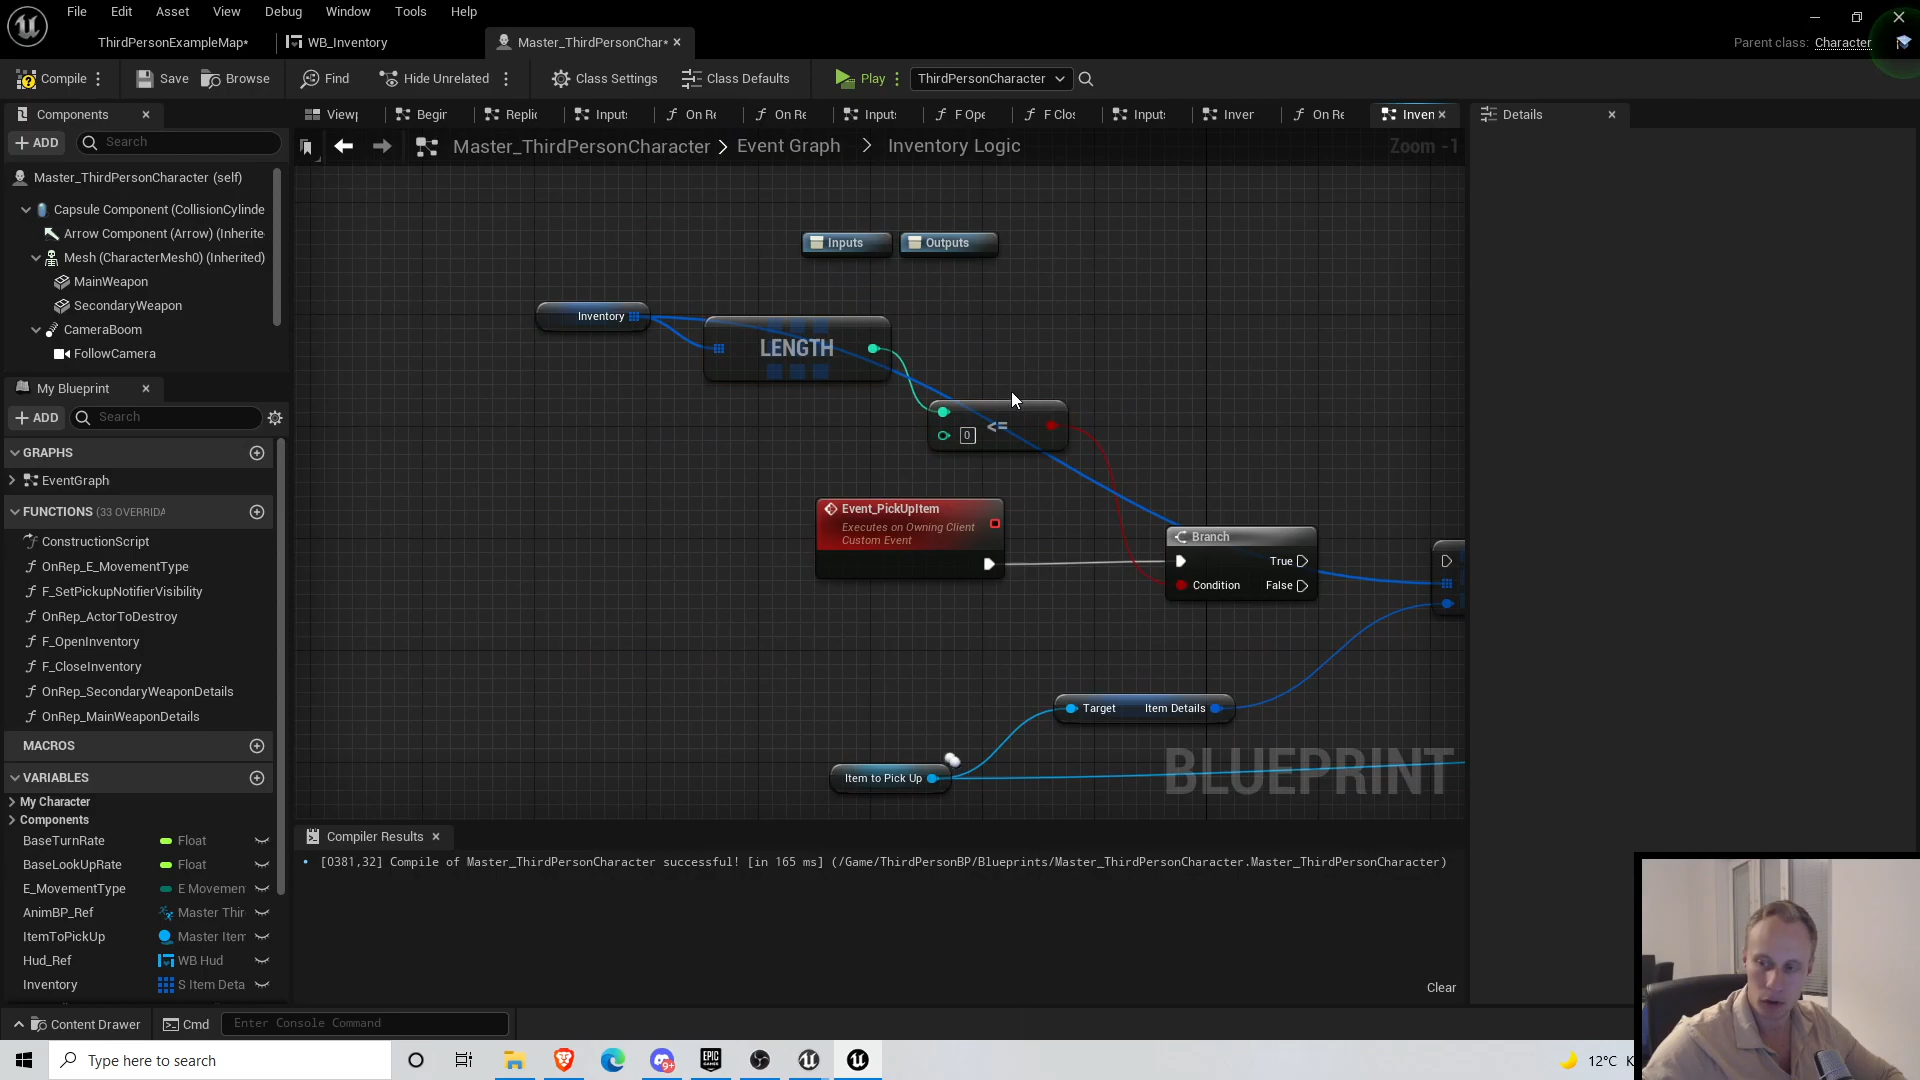 File Edit Asset View Debug Window Tools Help
ThirdPersonExampleMap* WB_Inventory Master_ThirdPersonChar* Parent class: Character
Compile Save Browse Find Hide Unrelated Class Settings Class Defaults Play ThirdPersonCharacter
Components
ADD Search
Master_ThirdPersonCharacter (self)
Capsule Component (CollisionCylinde
Arrow Component (Arrow) (Inherite
Mesh (CharacterMesh0) (Inherited)
MainWeapon
SecondaryWeapon
CameraBoom
FollowCamera
My Blueprint
ADD Search
GRAPHS
EventGraph
FUNCTIONS (33 OVERRIDA
ConstructionScript
OnRep_E_MovementType
F_SetPickupNotifierVisibility
OnRep_ActorToDestroy
F_OpenInventory
F_CloseInventory
OnRep_SecondaryWeaponDetails
OnRep_MainWeaponDetails
MACROS
VARIABLES
My Character
Components
BaseTurnRate Float
BaseLookUpRate Float
E_MovementType E Movemen
AnimBP_Ref Master Thir
ItemToPickUp Master Item
Hud_Ref WB Hud
Inventory S Item Deta
Viewp Begin Replic Input: On Re On Re Input: F Ope F Clos Input: Inver On Re Inven
Master_ThirdPersonCharacter > Event Graph > Inventory Logic Zoom -1
Inputs Outputs
Inventory
LENGTH
0 <=
Event_PickUpItem
Executes on Owning Client
Custom Event
Branch
True
Condition False
Target Item Details
Item to Pick Up
BLUEPRINT
Compiler Results
[0381,32] Compile of Master_ThirdPersonCharacter successful! [in 165 ms] (/Game/ThirdPersonBP/Blueprints/Master_ThirdPersonCharacter.Master_ThirdPersonCharacter)
Clear
Details
Content Drawer Cmd Enter Console Command
Type here to search
EPIC GAMES
9+
12°C K